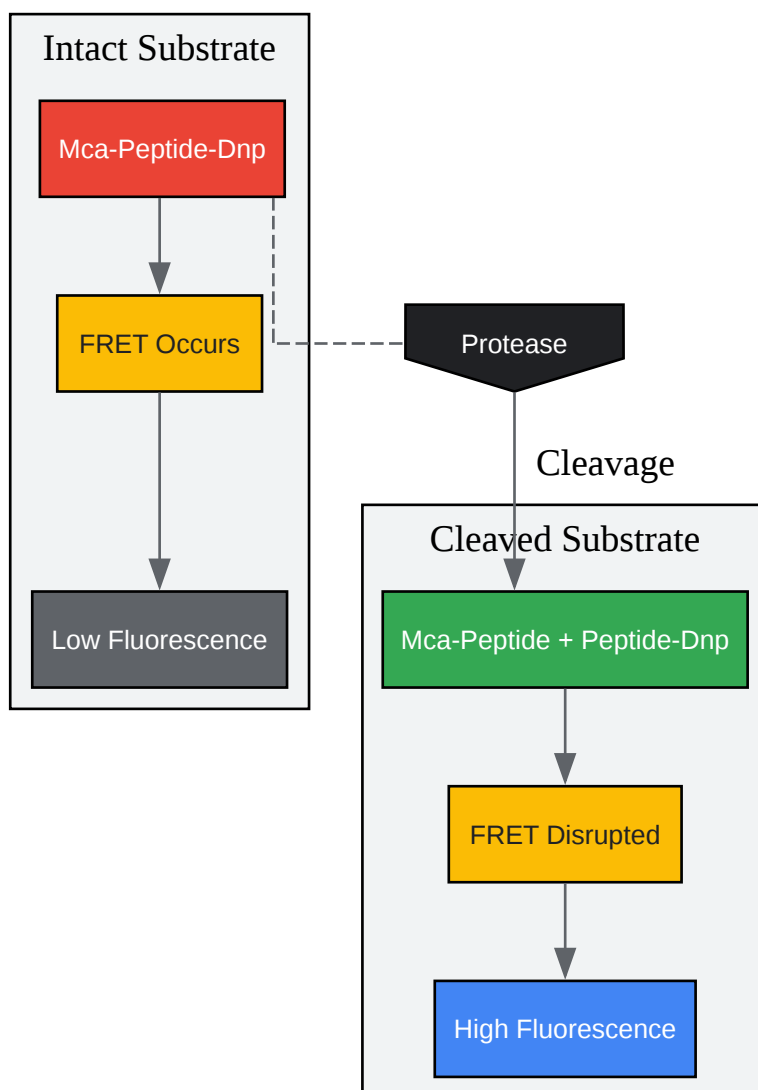 Intact Substrate
Mca-Peptide-Dnp
FRET Occurs
Low Fluorescence
Protease
Cleavage
Cleaved Substrate
Mca-Peptide + Peptide-Dnp
FRET Disrupted
High Fluorescence